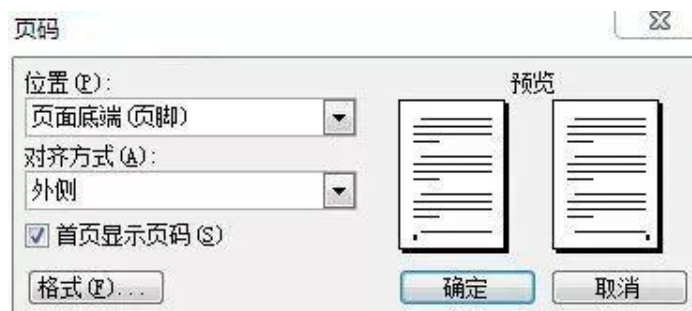 页码
位置(P):
预览
页面底端(页脚)
对齐方式(A):
外侧
首页显示页码(S)
格式(F)...
确定
取消